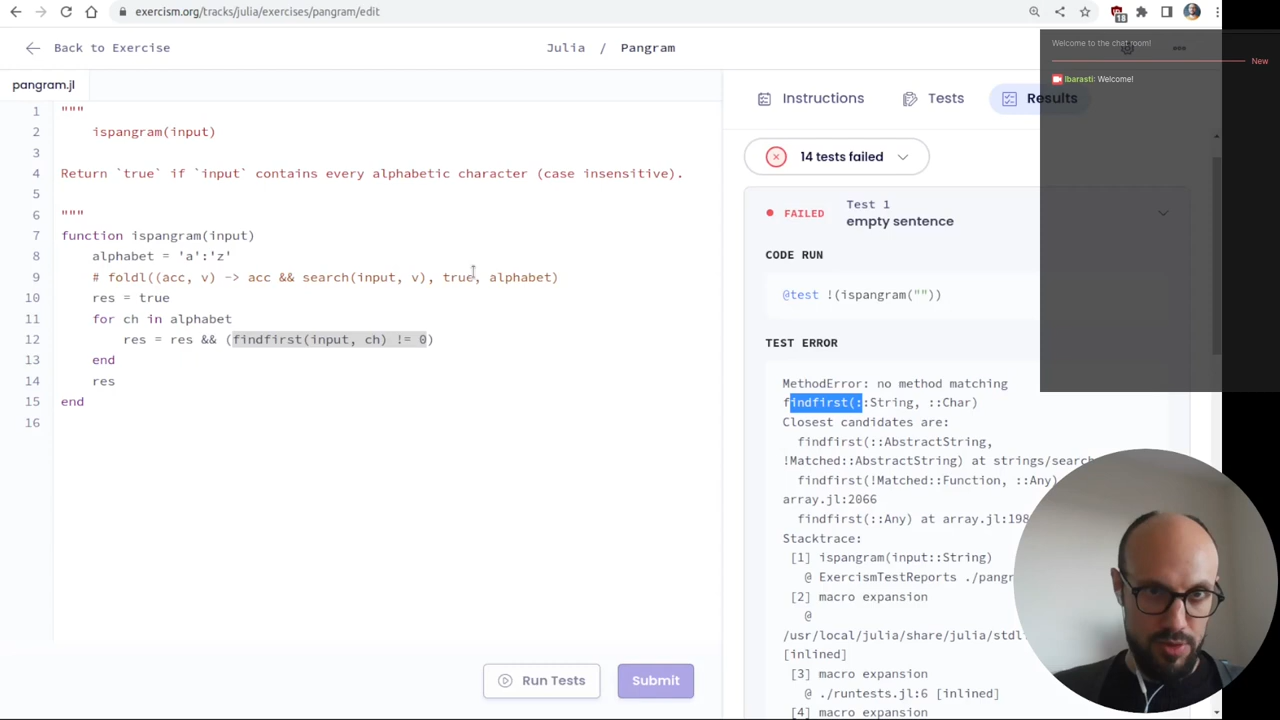 exercism.org/tracks/julia/exercises/pangram/edit
18
Back to Exercise
Julia / Pangram
Welcome to the chat room!
New
lbarasti: Welcome!
pangram.jl
Instructions
Tests
Results
1 """
2 ispangram(input)
3
4 Return `true` if `input` contains every alphabetic character (case insensitive).
5
6 """
7 function ispangram(input)
8 alphabet = 'a':'z'
9 # foldl((acc, v) -> acc && search(input, v), true, alphabet)
10 res = true
11 for ch in alphabet
12 res = res && (findfirst(input, ch) != 0)
13 end
14 res
15 end
16
14 tests failed
FAILED
Test 1
empty sentence
CODE RUN
@test !(ispangram(""))
TEST ERROR
MethodError: no method matching
findfirst(::String, ::Char)
Closest candidates are:
findfirst(::AbstractString,
!Matched::AbstractString) at strings/search
findfirst(!Matched::Function, ::Any)
array.jl:2066
findfirst(::Any) at array.jl:198
Stacktrace:
[1] ispangram(input::String)
@ ExercismTestReports ./pangr
[2] macro expansion
@
/usr/local/julia/share/julia/stdl
[inlined]
[3] macro expansion
@ ./runtests.jl:6 [inlined]
[4] macro expansion
Run Tests
Submit